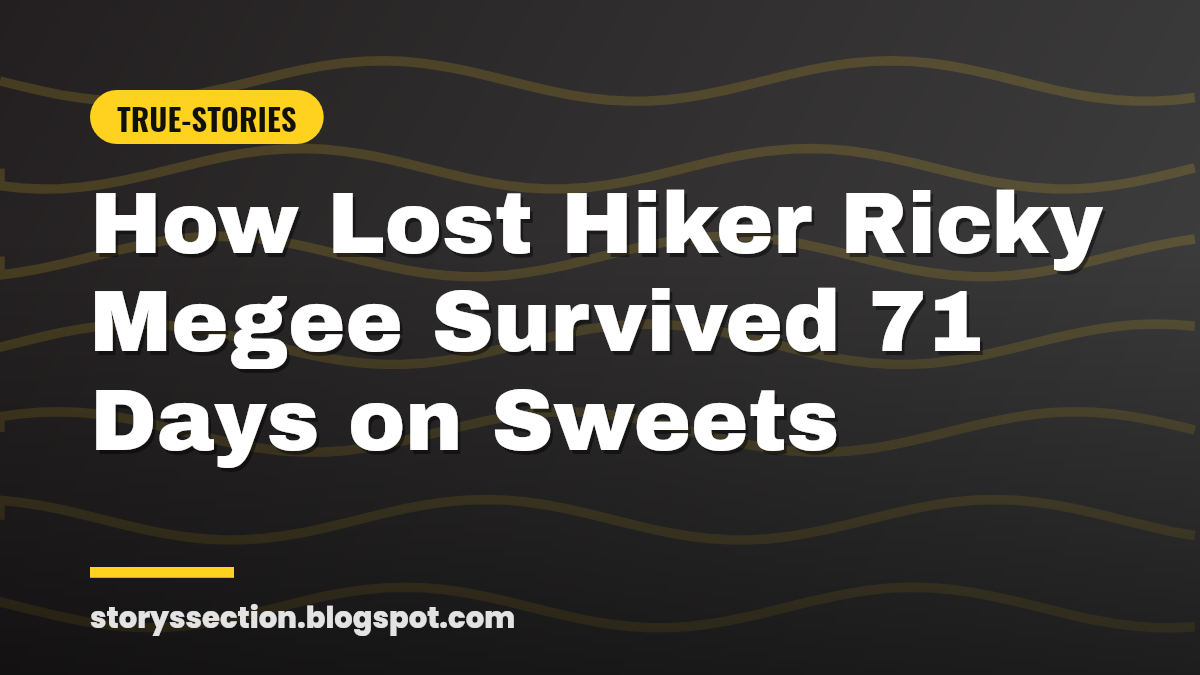 TRUE-STORIES
How Lost Hiker Ricky
Megee Survived 71
Days on Sweets
storyssection.blogspot.com